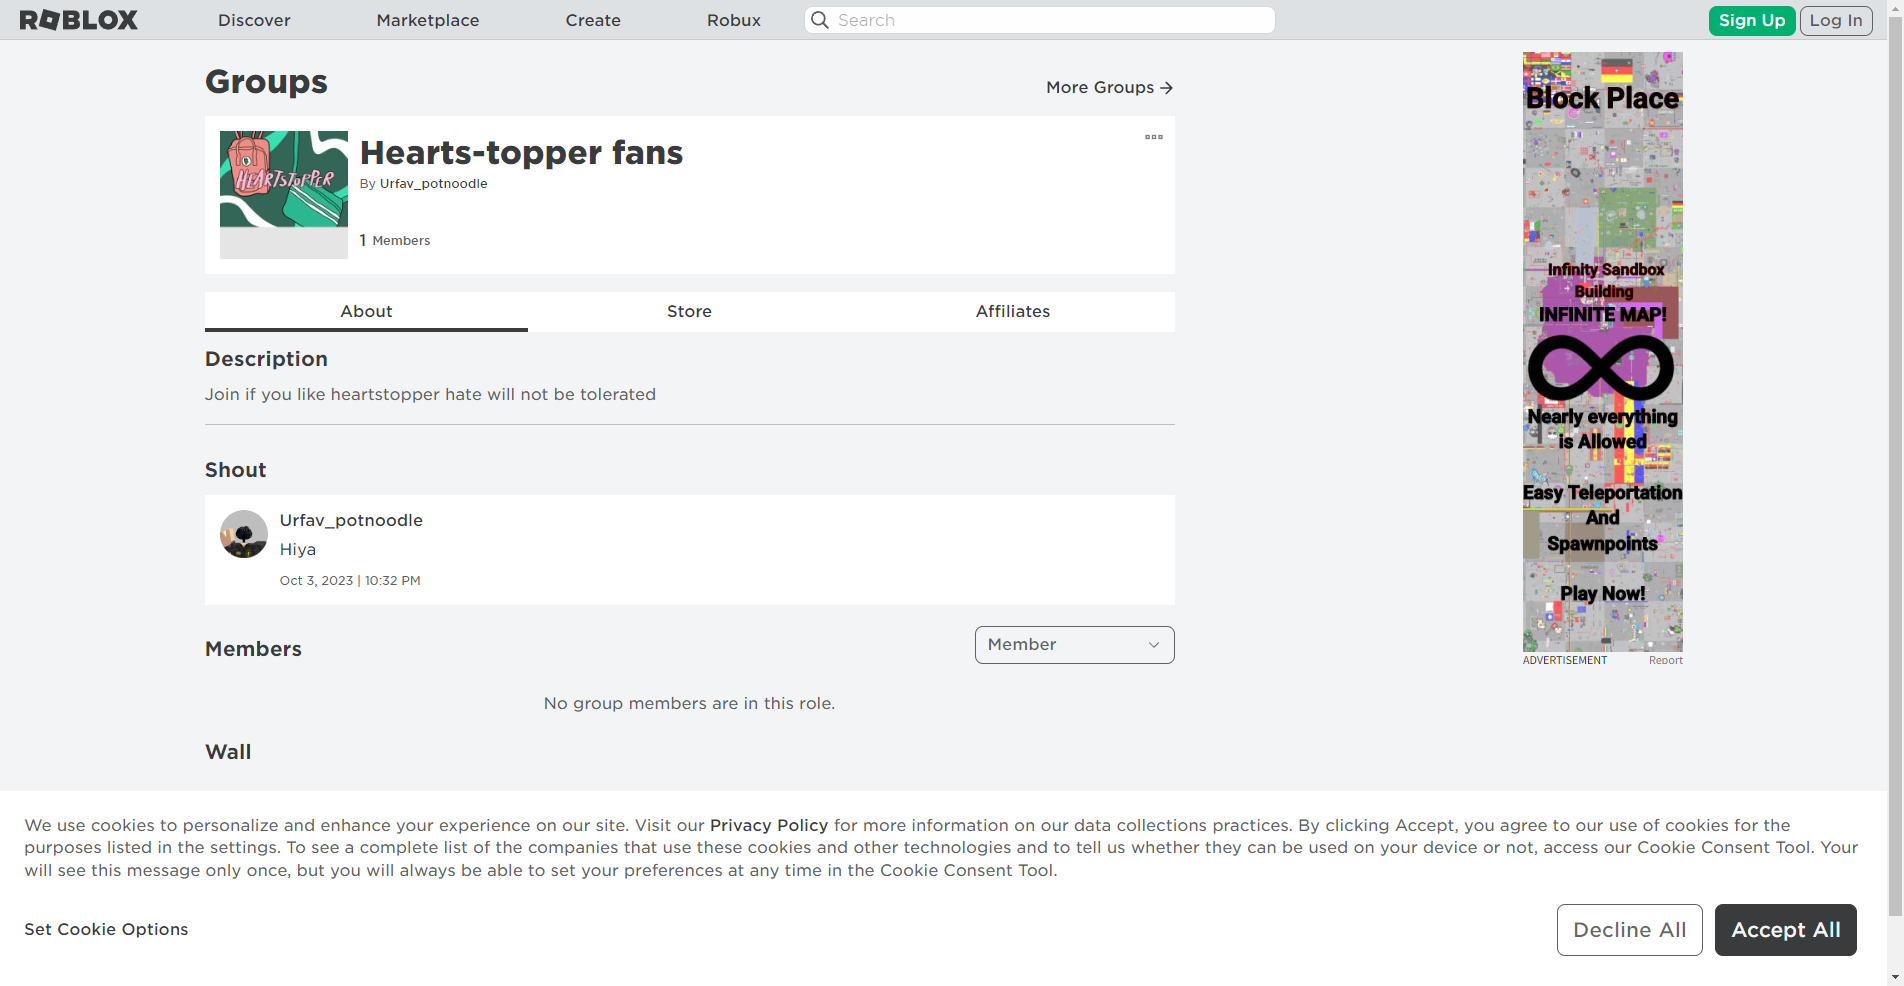 ROBLOX
Discover
Marketplace
Create
Robux
Search
Sign Up
Log In
Groups
More Groups →
HEARTSTOPPER
Hearts-topper fans
By Urfav_potnoodle
1 Members
About
Store
Affiliates
Description
Join if you like heartstopper hate will not be tolerated
Shout
Urfav_potnoodle
Hiya
Oct 3, 2023 | 10:32 PM
Members
Member
No group members are in this role.
Wall
Block Place
Infinity Sandbox
Building
INFINITE MAP!
Nearly everything
is Allowed
Easy Teleportation
And
Spawnpoints
Play Now!
ADVERTISEMENT
Report
We use cookies to personalize and enhance your experience on our site. Visit our Privacy Policy for more information on our data collections practices. By clicking Accept, you agree to our use of cookies for the
purposes listed in the settings. To see a complete list of the companies that use these cookies and other technologies and to tell us whether they can be used on your device or not, access our Cookie Consent Tool. Your
will see this message only once, but you will always be able to set your preferences at any time in the Cookie Consent Tool.
Set Cookie Options
Decline All
Accept All